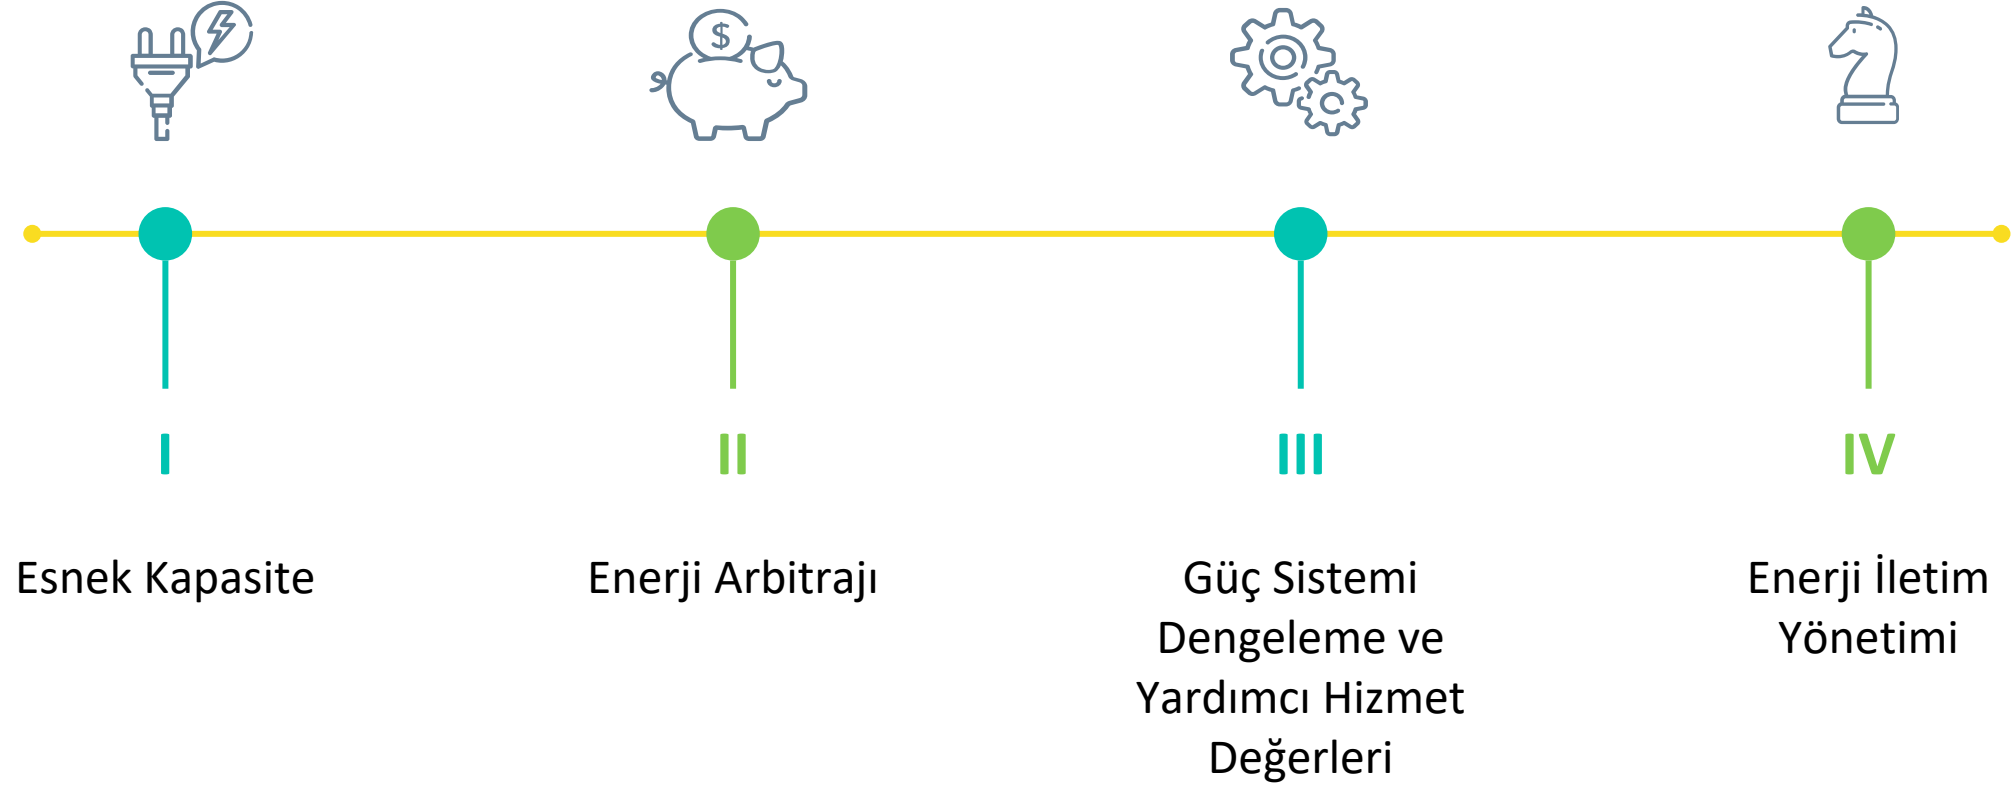 $
I
II
III
IV
Esnek Kapasite
Enerji Arbitrajı
Güç Sistemi
Dengeleme ve
Yardımcı Hizmet
Değerleri
Enerji İletim
Yönetimi